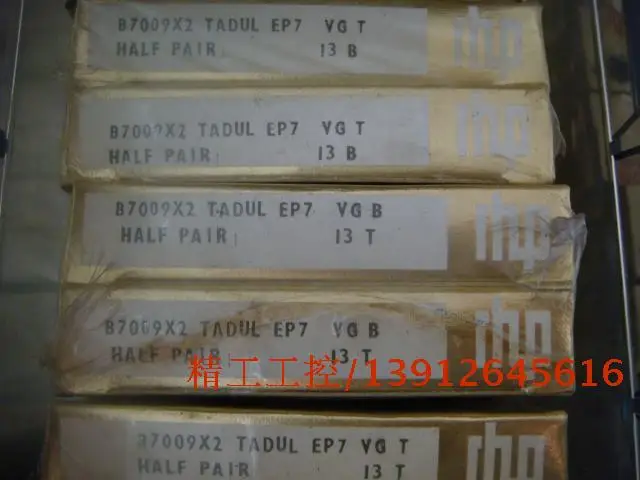 B7009X2 TADUL EP7 VG T
HALF PAIR 13 B
rhp
B7009X2 TADUL EP7 VG T
HALF PAIR 13 B
rhp
B7009X2 TADUL EP7 VG B
HALF PAIR 13 T
rhp
B7009X2 TADUL EP7 VG B
HALF PAIR 13 T
rhp
精工工控/13912645616
B7009X2 TADUL EP7 VG T
HALF PAIR 13 T
rhp